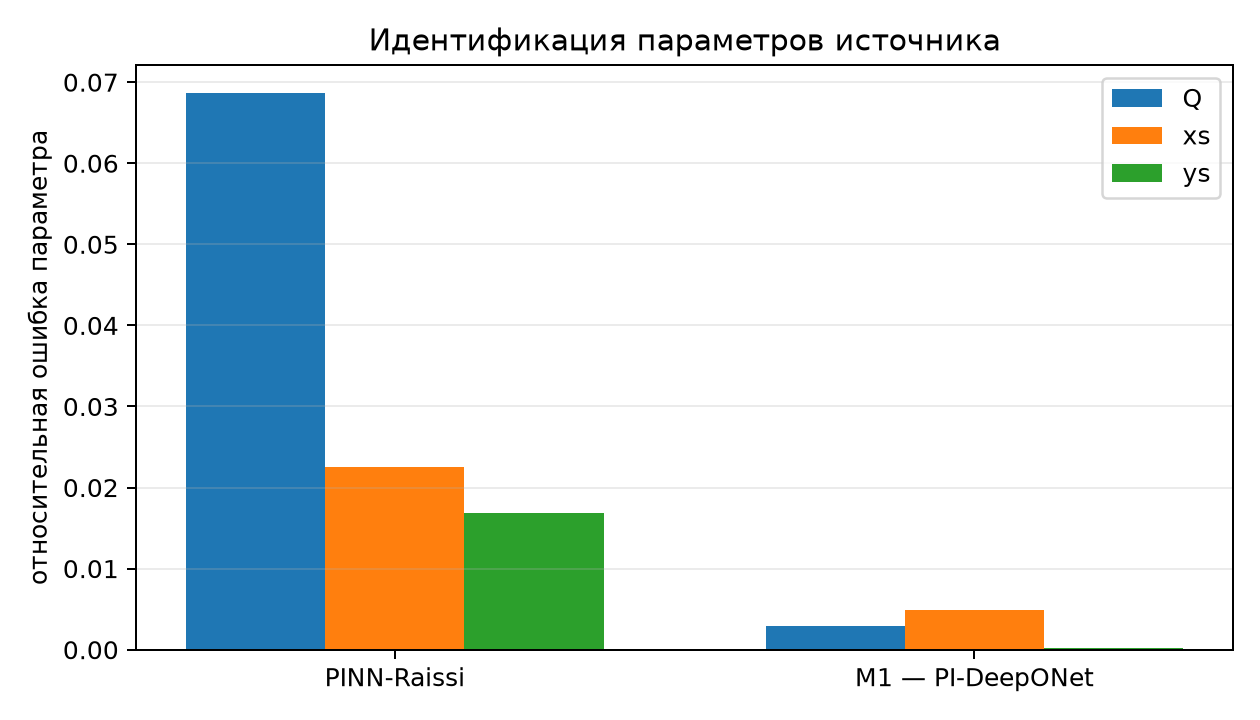 Идентификация параметров источника
относительная ошибка параметра
0.07
0.06
0.05
0.04
0.03
0.02
0.01
0.00
Q
xs
ys
PINN-Raissi
M1 — PI-DeepONet